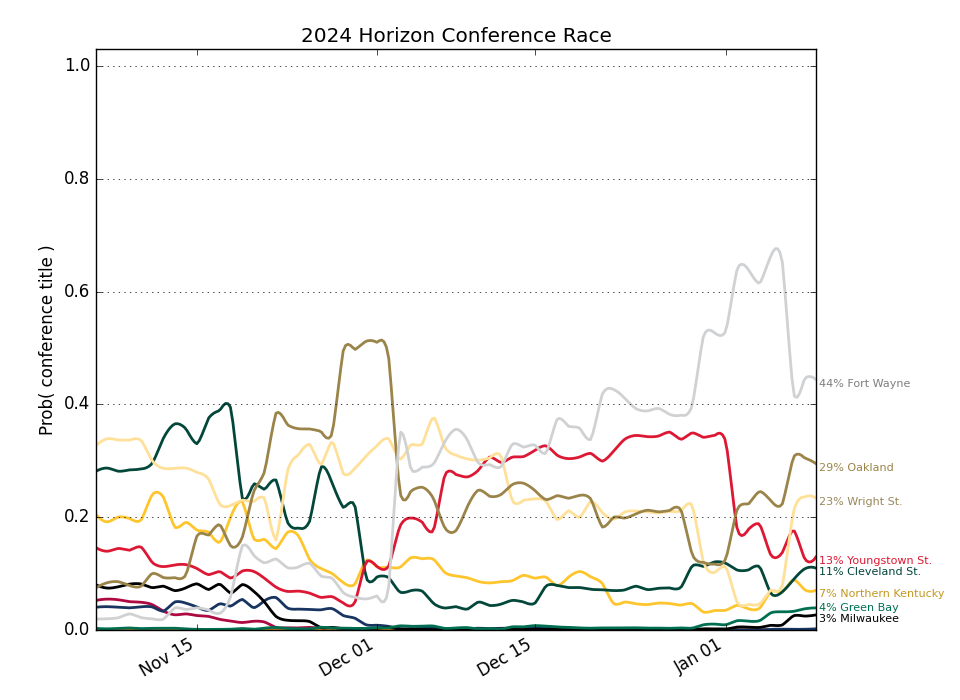 2024 Horizon Conference Race
Prob( conference title )
1.0
0.8
0.6
0.4
0.2
0.0
44% Fort Wayne
29% Oakland
23% Wright St.
13% Youngstown St.
11% Cleveland St.
7% Northern Kentucky
4% Green Bay
3% Milwaukee
Nov 15
Dec 01
Dec 15
Jan 01